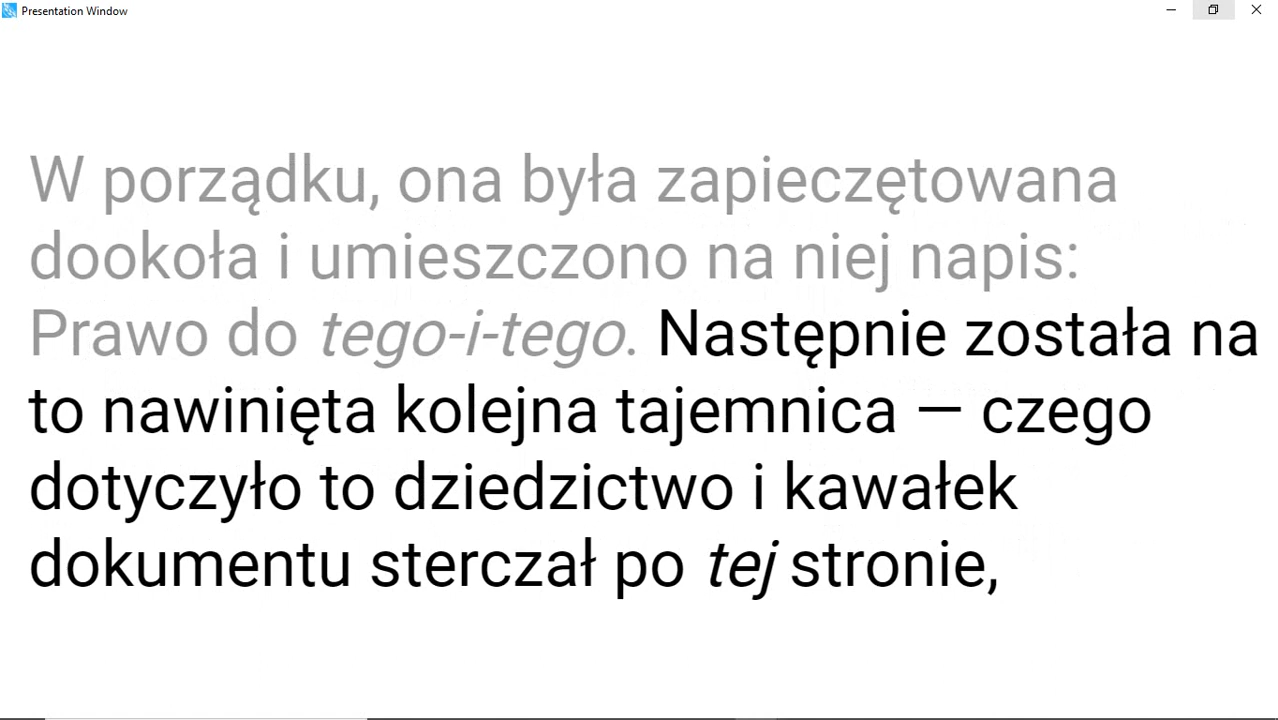 Presentation Window
W porządku, ona była zapieczętowana
dookoła i umieszczono na niej napis:
Prawo do tego-i-tego. Następnie została na
to nawinięta kolejna tajemnica — czego
dotyczyło to dziedzictwo i kawałek
dokumentu sterczał po tej stronie,